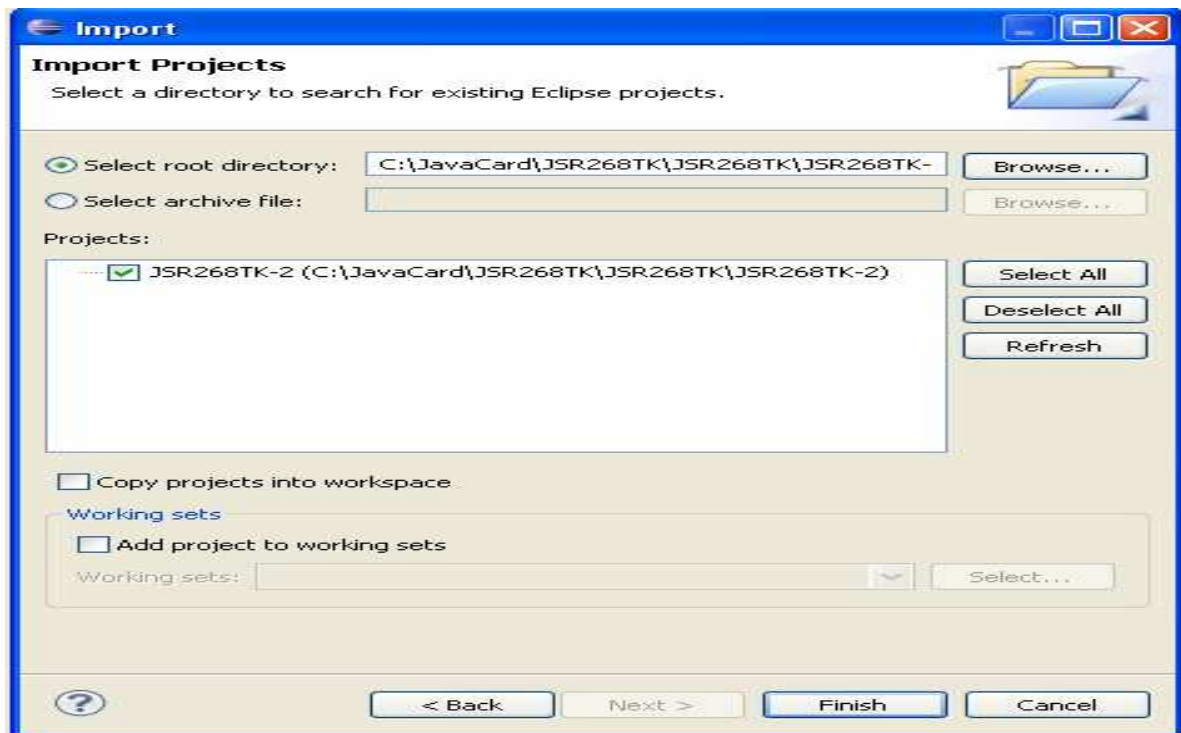 Import
Import Projects
Select a directory to search for existing Eclipse projects.
Select root directory: C:\JavaCard\JSR268TK\JSR268TK\JSR268TK- Browse...
Select archive file: Browse...
Projects:
JSR268TK-2 (C:\JavaCard\JSR268TK\JSR268TK\JSR268TK-2)
Select All
Deselect All
Refresh
Copy projects into workspace
Working sets
Add project to working sets
Working sets: Select...
? < Back Next > Finish Cancel